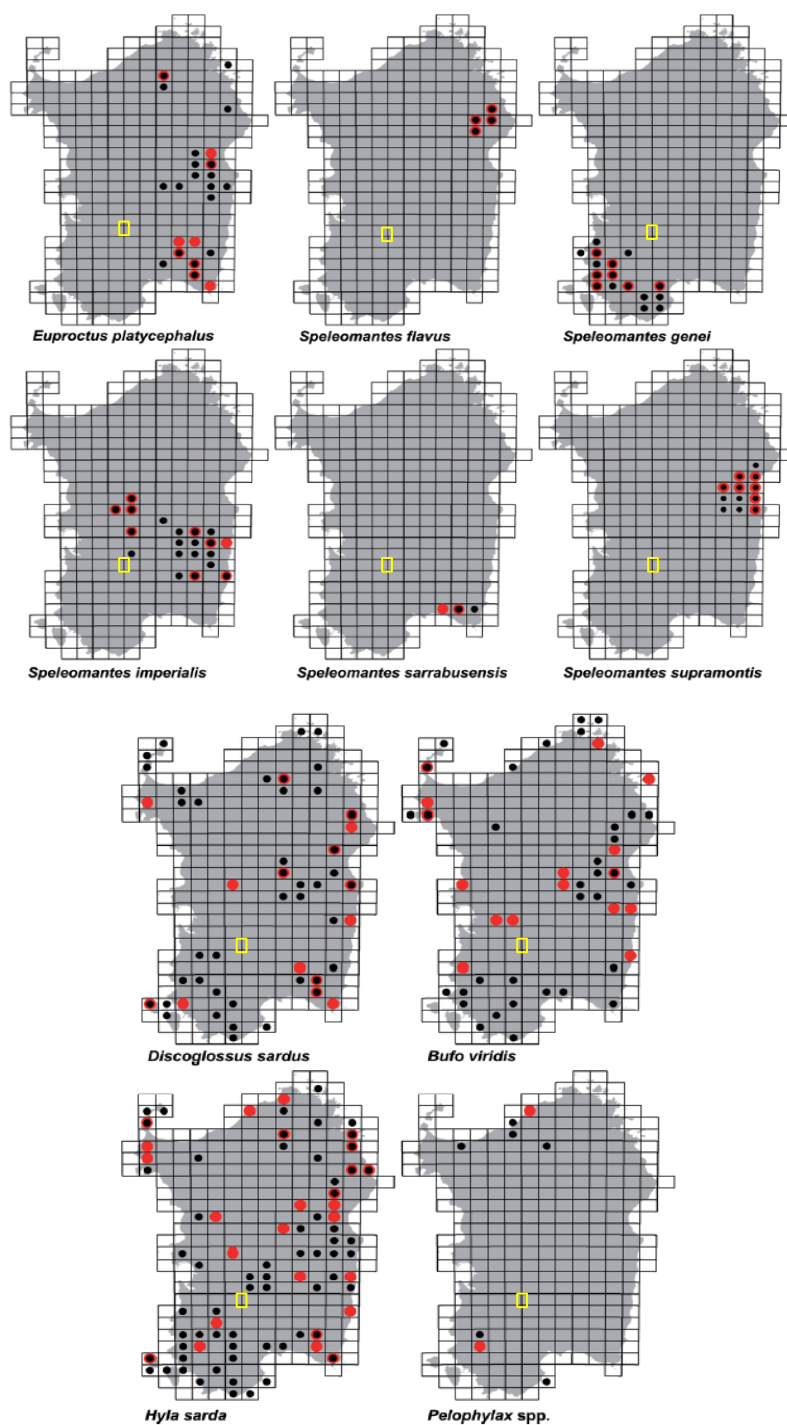 Euproctus platycephalus
Speleomantes flavus
Speleomantes genei
Speleomantes imperialis
Speleomantes sarrabusensis
Speleomantes supramontis
Discoglossus sardus
Bufo viridis
Hyla sarda
Pelophylax spp.